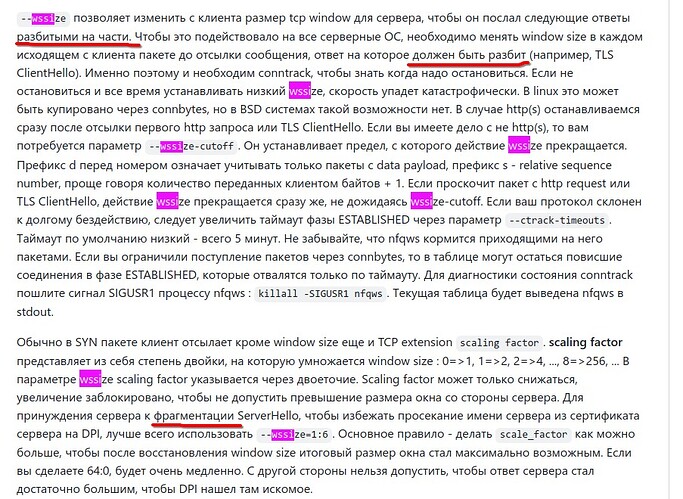 --wssize позволяет изменить с клиента размер tcp window для сервера, чтобы он послал следующие ответы
разбитыми на части. Чтобы это подействовало на все серверные ОС, необходимо менять window size в каждом
исходящем с клиента пакете до отсылки сообщения, ответ на которое должен быть разбит (например, TLS
ClientHello). Именно поэтому и необходим conntrack, чтобы знать когда надо остановиться. Если не
остановиться и все время устанавливать низкий wssize, скорость упадет катастрофически. В linux это может
быть купировано через connbytes, но в BSD системах такой возможности нет. В случае http(s) останавливаемся
сразу после отсылки первого http запроса или TLS ClientHello. Если вы имеете дело с не http(s), то вам
потребуется параметр --wssize-cutoff . Он устанавливает предел, с которого действие wssize прекращается.
Префикс d перед номером означает учитывать только пакеты с data payload, префикс s - relative sequence
number, проще говоря количество переданных клиентом байтов + 1. Если проскочит пакет с http request или
TLS ClientHello, действие wssize прекращается сразу же, не дожидаясь wssize-cutoff. Если ваш протокол склонен
к долгому бездействию, следует увеличить таймаут фазы ESTABLISHED через параметр --ctrack-timeouts .
Таймаут по умолчанию низкий - всего 5 минут. Не забывайте, что nfqws кормится приходящими на него
пакетами. Если вы ограничили поступление пакетов через connbytes, то в таблице могут остаться повисшие
соединения в фазе ESTABLISHED, которые отвалятся только по таймауту. Для диагностики состояния conntrack
пошлите сигнал SIGUSR1 процессу nfqws : killall -SIGUSR1 nfqws . Текущая таблица будет выведена nfqws в
stdout.
Обычно в SYN пакете клиент отсылает кроме window size еще и TCP extension scaling factor . scaling factor
представляет из себя степень двойки, на которую умножается window size : 0=>1, 1=>2, 2=>4, ..., 8=>256, ... В
параметре wssize scaling factor указывается через двоеточие. Scaling factor может только снижаться,
увеличение заблокировано, чтобы не допустить превышение размера окна со стороны сервера. Для
принуждения сервера к фрагментации ServerHello, чтобы избежать просекание имени сервера из сертификата
сервера на DPI, лучше всего использовать --wssize=1:6 . Основное правило - делать scale_factor как можно
больше, чтобы после восстановления window size итоговый размер окна стал максимально возможным. Если
вы сделаете 64:0, будет очень медленно. С другой стороны нельзя допустить, чтобы ответ сервера стал
достаточно большим, чтобы DPI нашел там искомое.